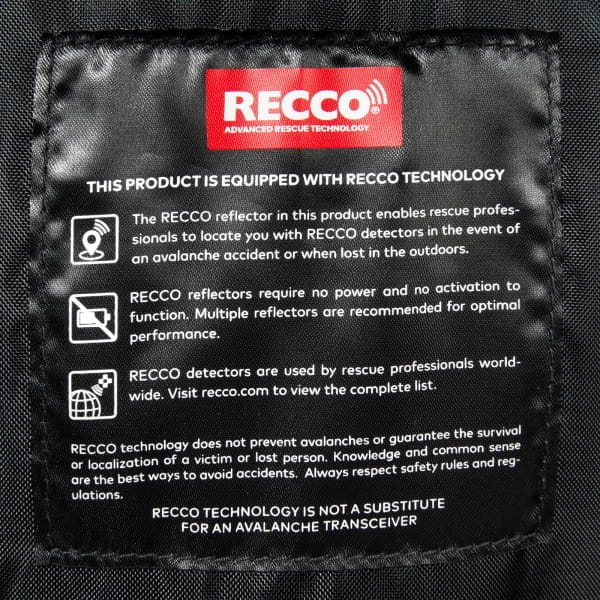 RECCO®
ADVANCED RESCUE TECHNOLOGY
THIS PRODUCT IS EQUIPPED WITH RECCO TECHNOLOGY
The RECCO reflector in this product enables rescue profes-
sionals to locate you with RECCO detectors in the event of
an avalanche accident or when lost in the outdoors.
RECCO reflectors require no power and no activation to
function. Multiple reflectors are recommended for optimal
performance.
RECCO detectors are used by rescue professionals world-
wide. Visit recco.com to view the complete list.
RECCO technology does not prevent avalanches or guarantee the survival
or localization of a victim or lost person. Knowledge and common sense
are the best ways to avoid accidents. Always respect safety rules and reg-
ulations.
RECCO TECHNOLOGY IS NOT A SUBSTITUTE
FOR AN AVALANCHE TRANSCEIVER